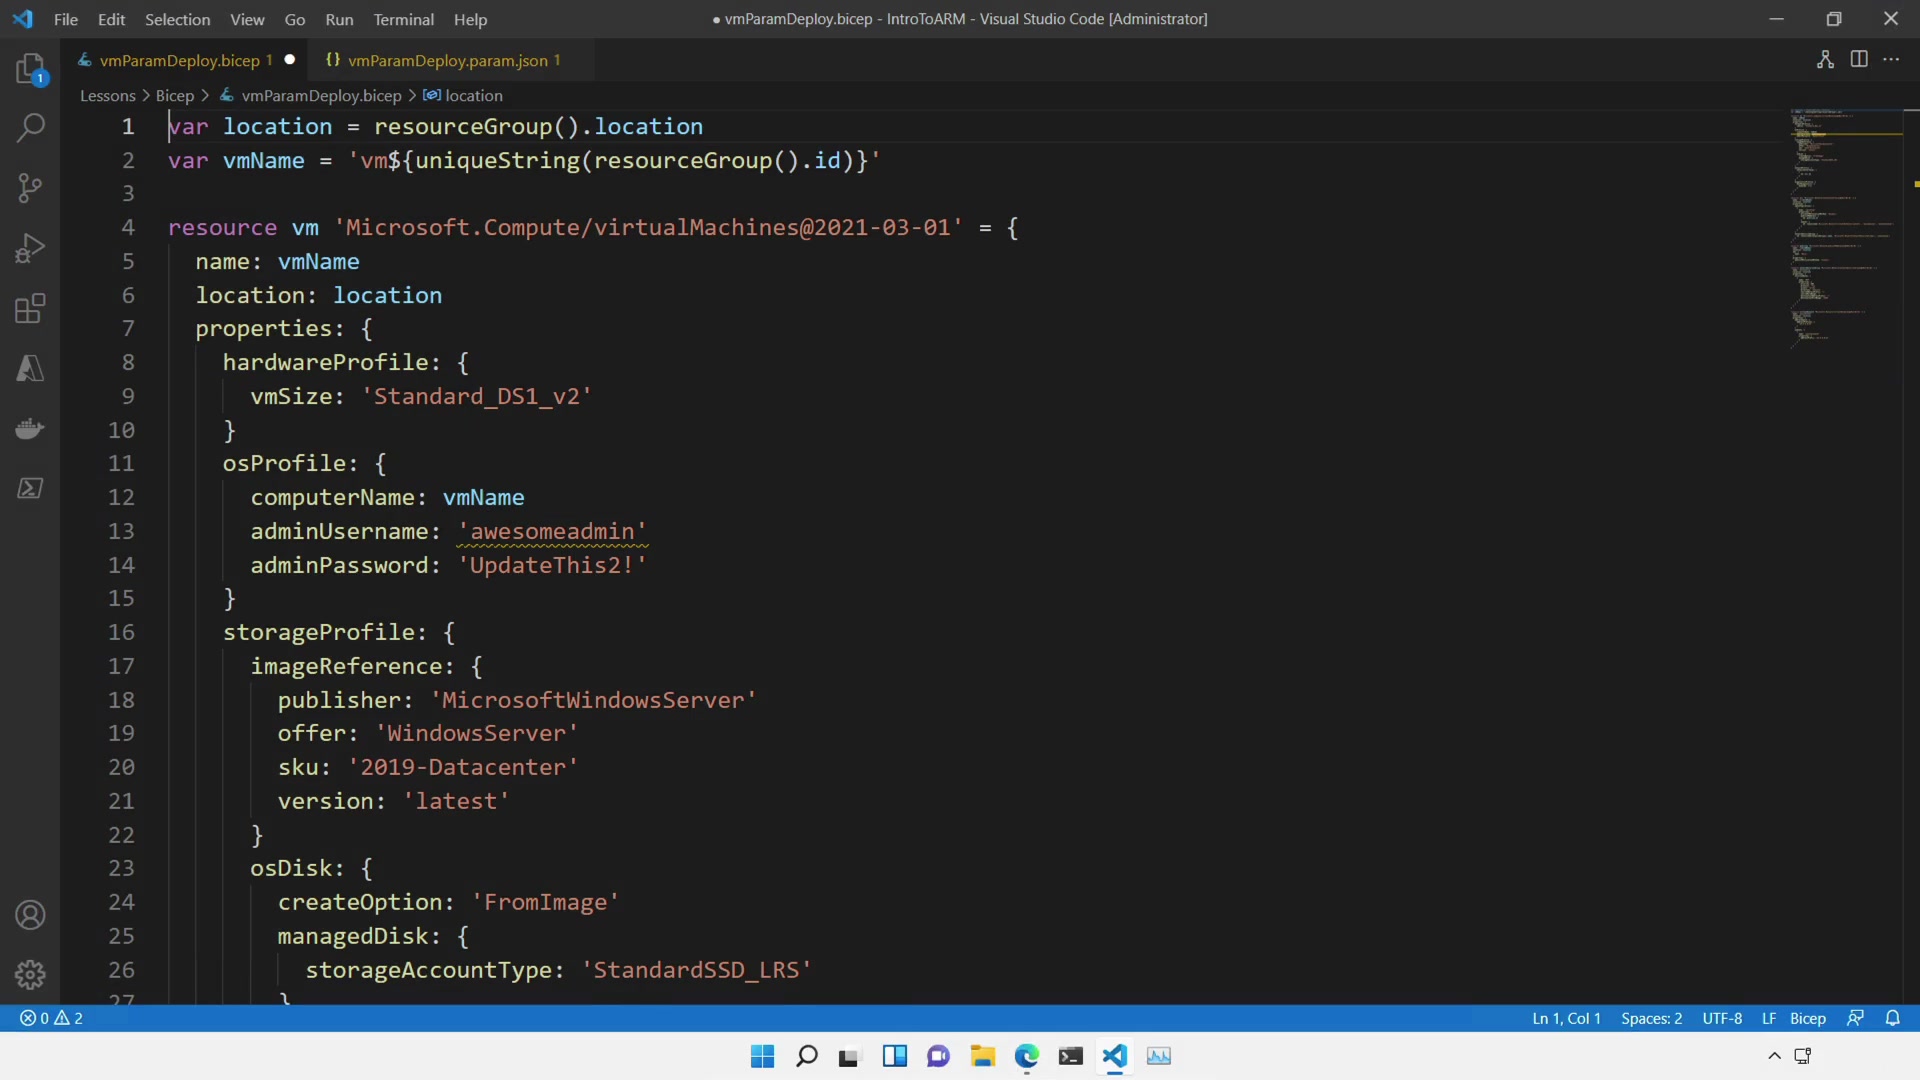 File Edit Selection View Go Run Terminal Help
● vmParamDeploy.bicep - IntroToARM - Visual Studio Code [Administrator]
vmParamDeploy.bicep 1 ●
{} vmParamDeploy.param.json 1
1
Lessons > Bicep > vmParamDeploy.bicep > location
1 var location = resourceGroup().location
2 var vmName = 'vm${uniqueString(resourceGroup().id)}'
3
4 resource vm 'Microsoft.Compute/virtualMachines@2021-03-01' = {
5 name: vmName
6 location: location
7 properties: {
8 hardwareProfile: {
9 vmSize: 'Standard_DS1_v2'
10 }
11 osProfile: {
12 computerName: vmName
13 adminUsername: 'awesomeadmin'
14 adminPassword: 'UpdateThis2!'
15 }
16 storageProfile: {
17 imageReference: {
18 publisher: 'MicrosoftWindowsServer'
19 offer: 'WindowsServer'
20 sku: '2019-Datacenter'
21 version: 'latest'
22 }
23 osDisk: {
24 createOption: 'FromImage'
25 managedDisk: {
26 storageAccountType: 'StandardSSD_LRS'
27 }
0 2
Ln 1, Col 1 Spaces: 2 UTF-8 LF Bicep